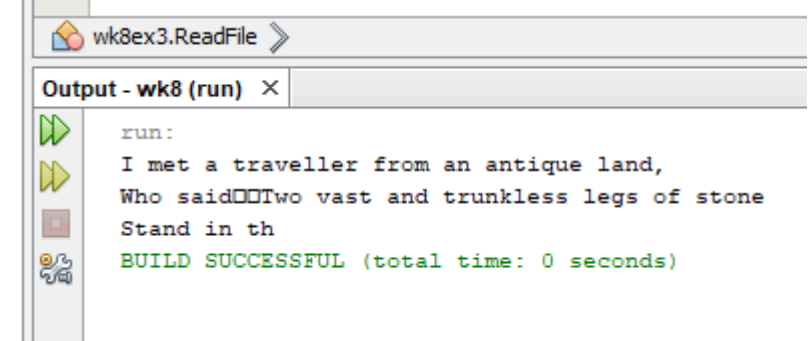 wk8ex3.ReadFile
Output - wk8 (run) ×
run:
I met a traveller from an antique land,
Who said□□Two vast and trunkless legs of stone
Stand in th
BUILD SUCCESSFUL (total time: 0 seconds)